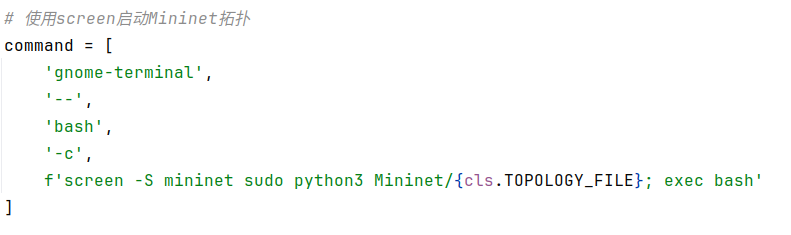 # 使用screen启动Mininet拓扑
command = [
    'gnome-terminal',
    '--',
    'bash',
    '-c',
    f'screen -S mininet sudo python3 Mininet/{cls.TOPOLOGY_FILE}; exec bash'
]